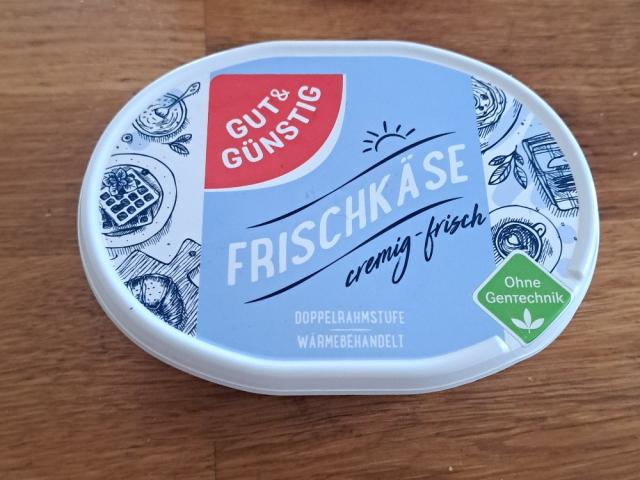 GUT&
GÜNSTIG
FRISCHKÄSE
cremig-frisch
DOPPELRAHMSTUFE
WÄRMEBEHANDELT
Ohne
GenTechnik